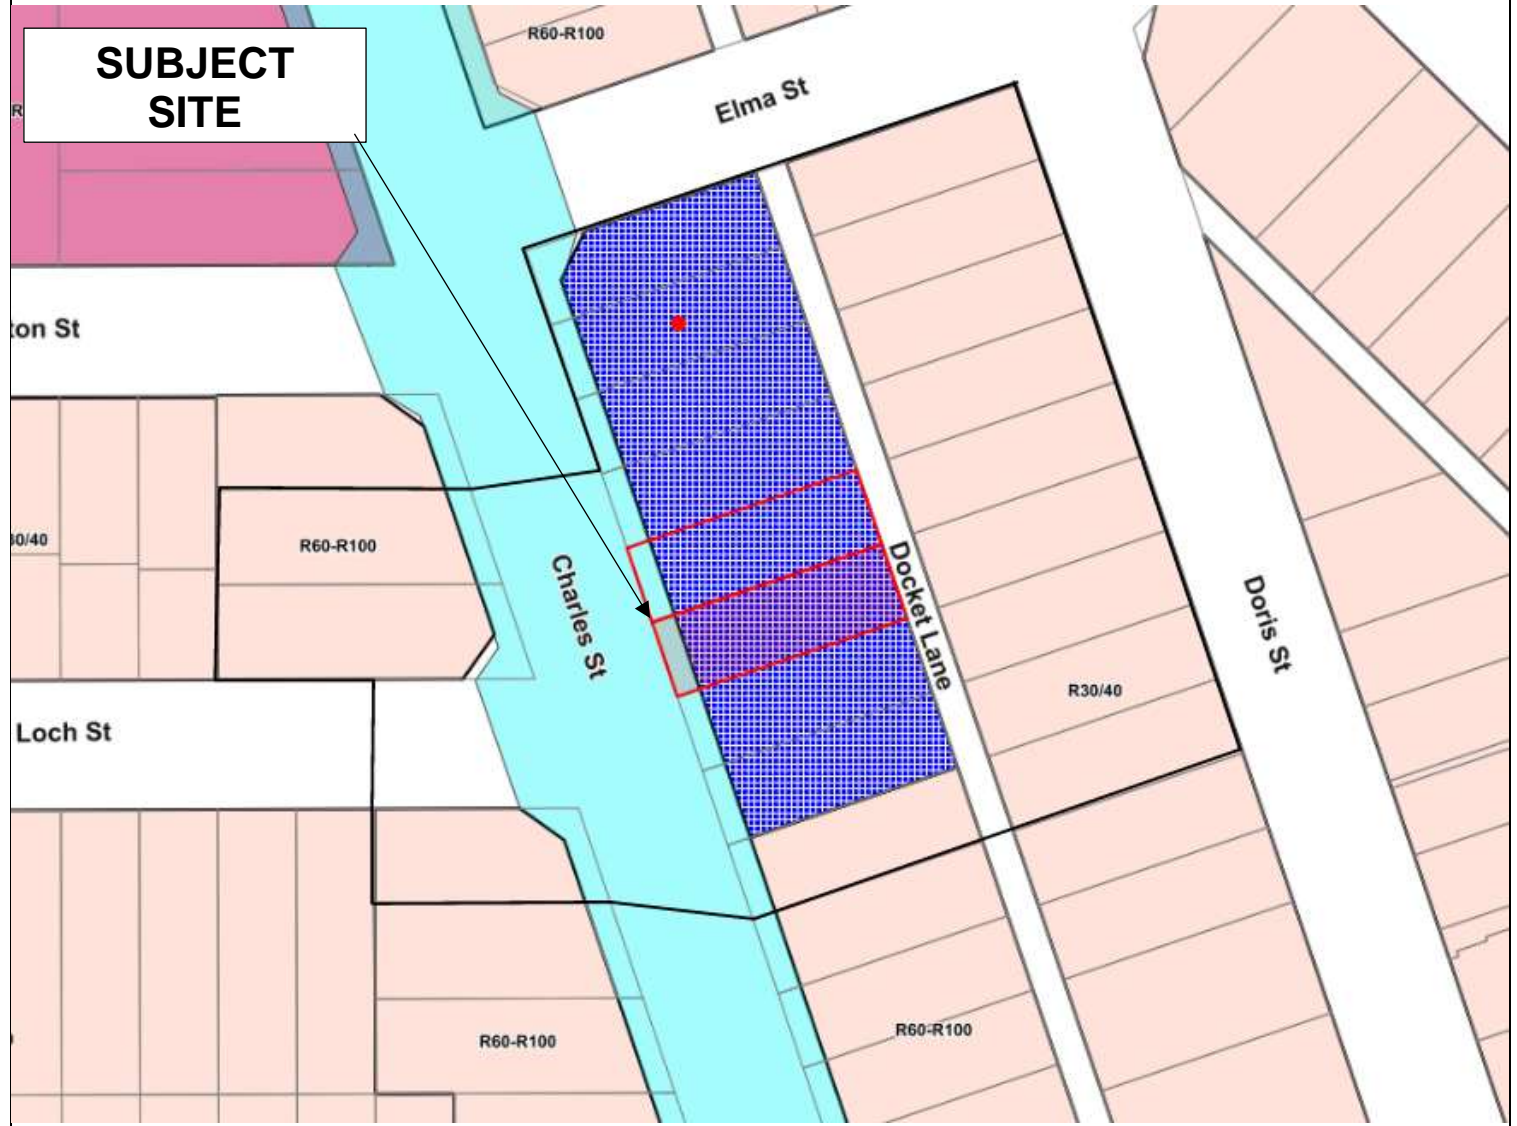 R60-R100
SUBJECT
SITE
R
Elma St
ton St
30/40
R60-R100
Charles St
Docket Lane
Doris St
R30/40
Loch St
R60-R100
R60-R100